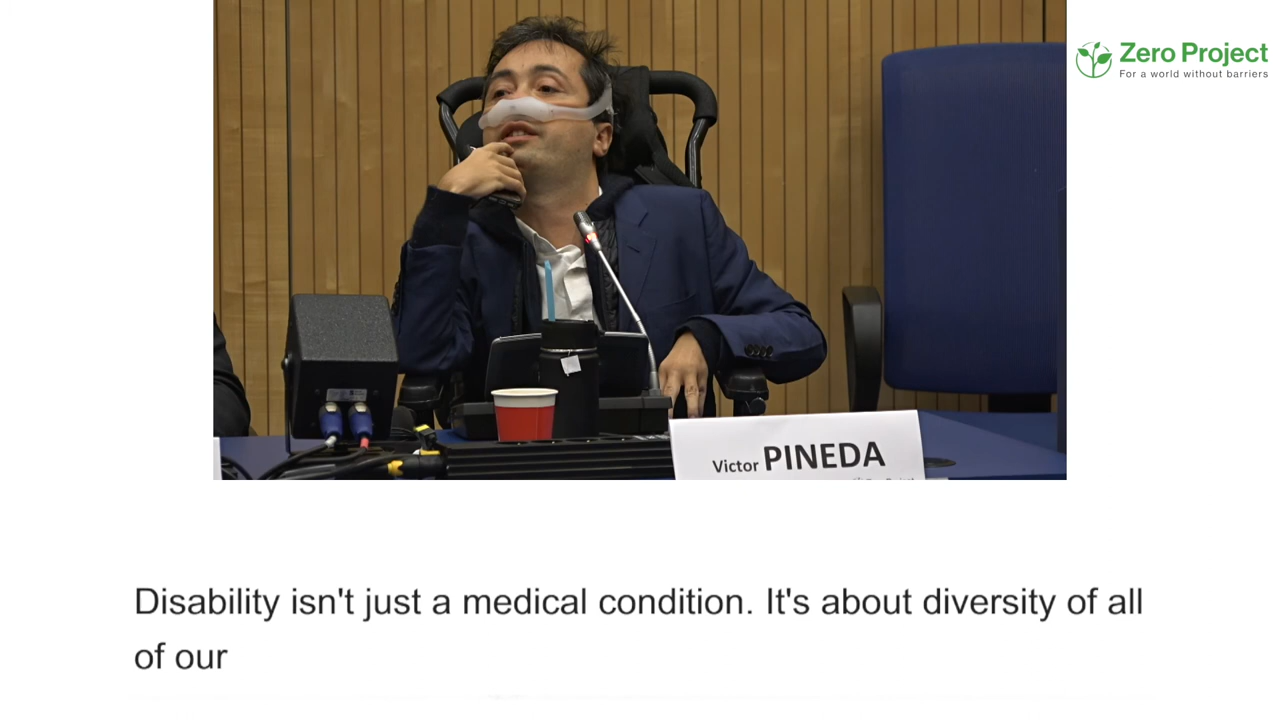 Zero Project
For a world without barriers
Victor PINEDA
Disability isn't just a medical condition. It's about diversity of all
of our